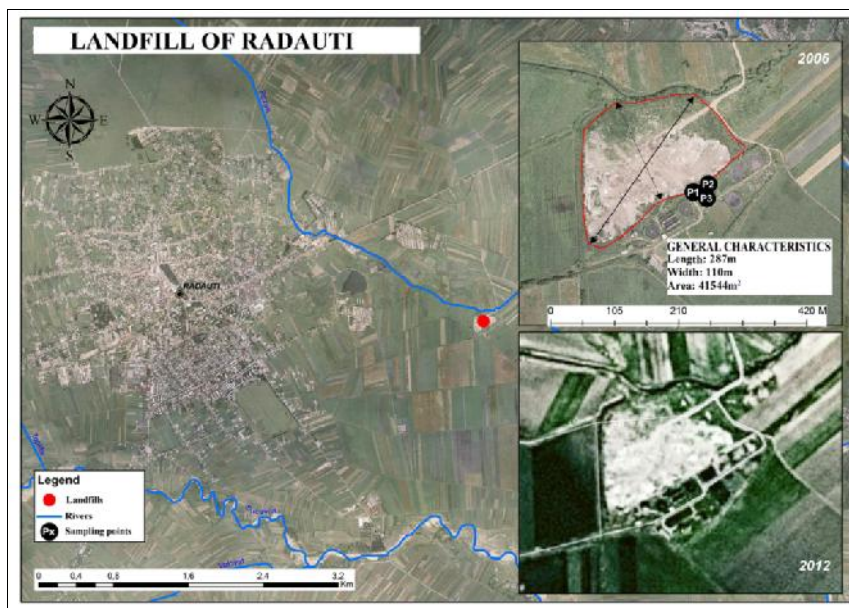 LANDFILL OF RADAUTI
N
W
E
S
RADAUTI
Legend
Landfills
Rivers
Px
Sampling points
0 0,4 0,8 1,6 2,4 3,2
Km
2006
P1
P2
P3
GENERAL CHARACTERISTICS
Length: 287m
Width: 110m
Area: 41544m²
0 105 210 420 M
2012